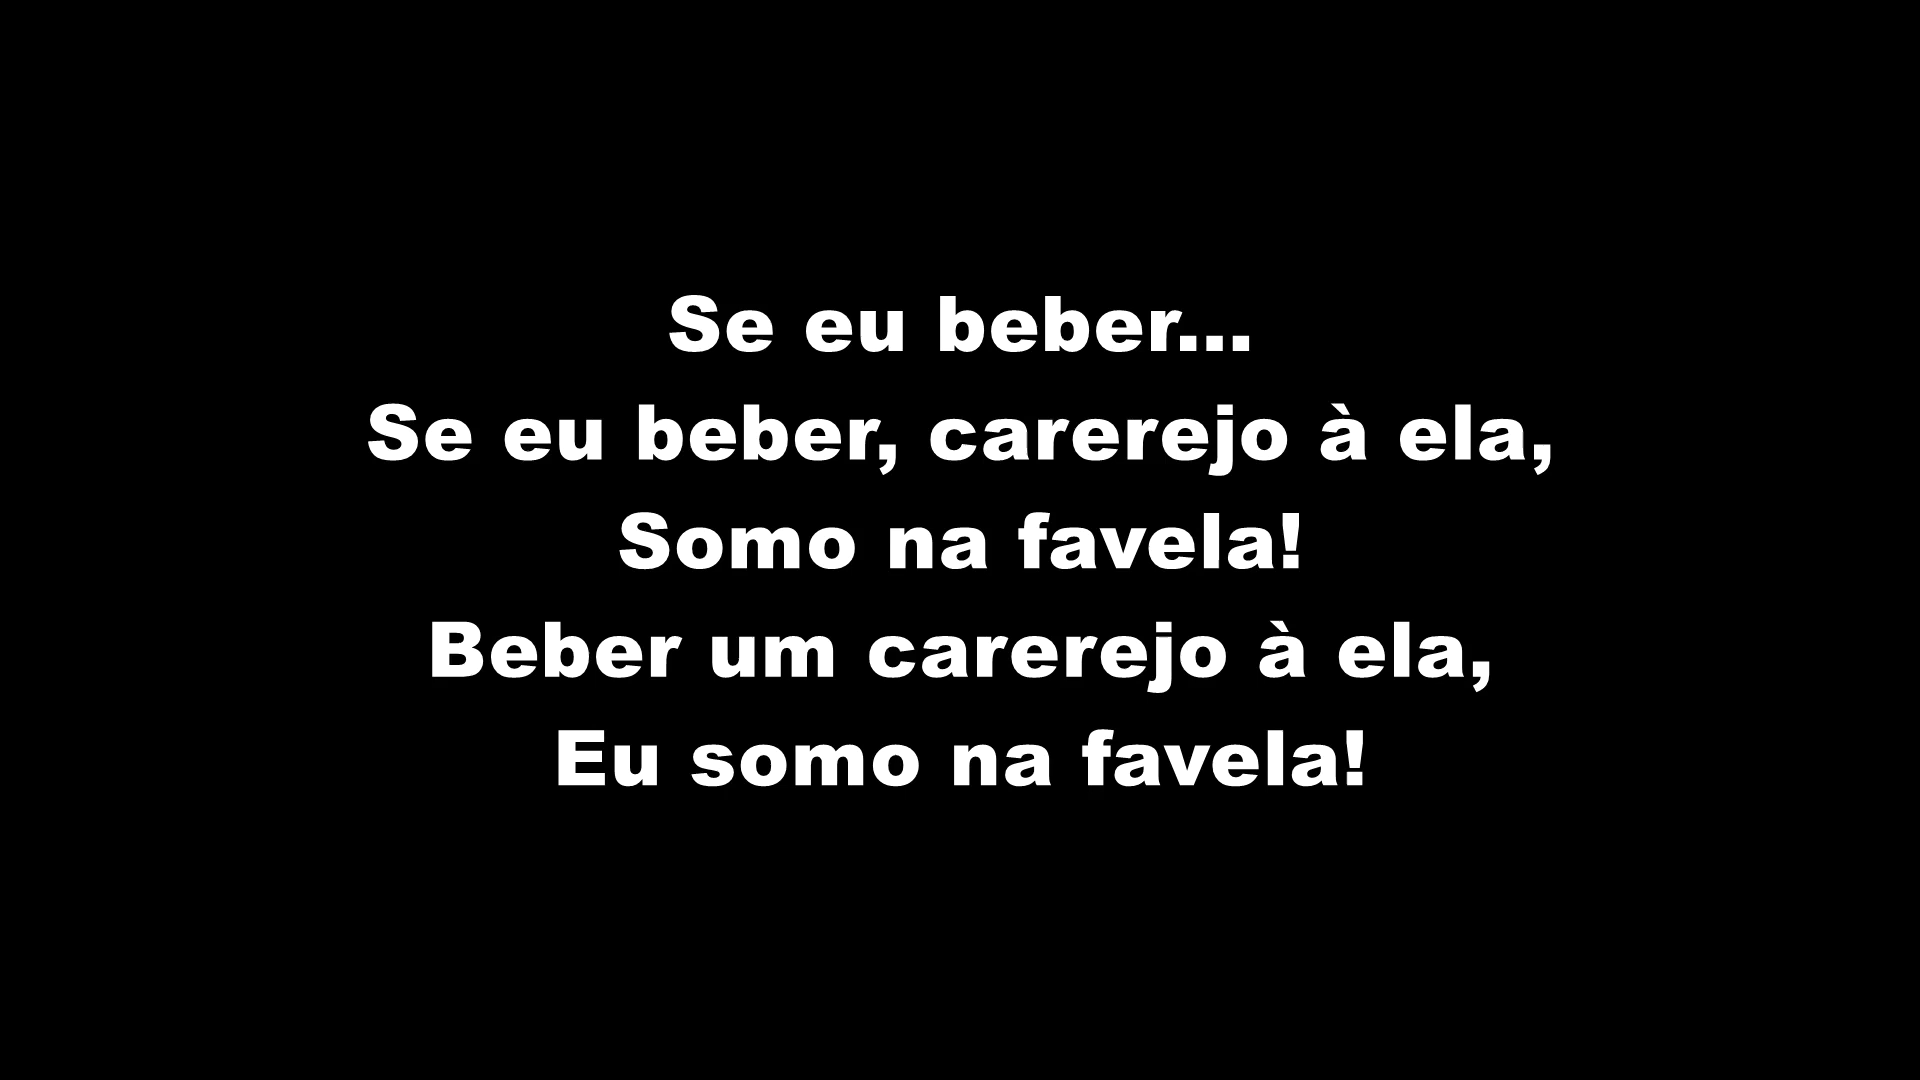 Se eu beber...
Se eu beber, carerejo à ela,
Somo na favela!
Beber um carerejo à ela,
Eu somo na favela!